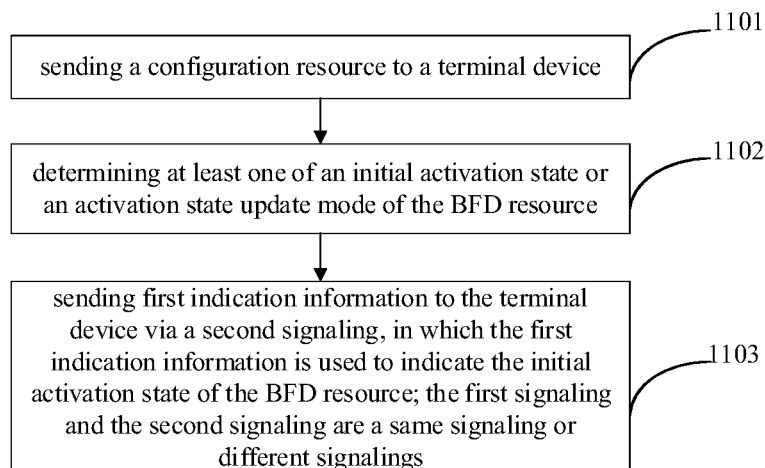 1101
sending a configuration resource to a terminal device
1102
determining at least one of an initial activation state or
an activation state update mode of the BFD resource
sending first indication information to the terminal
device via a second signaling, in which the first
indication information is used to indicate the initial
activation state of the BFD resource; the first signaling
and the second signaling are a same signaling or
different signalings
1103